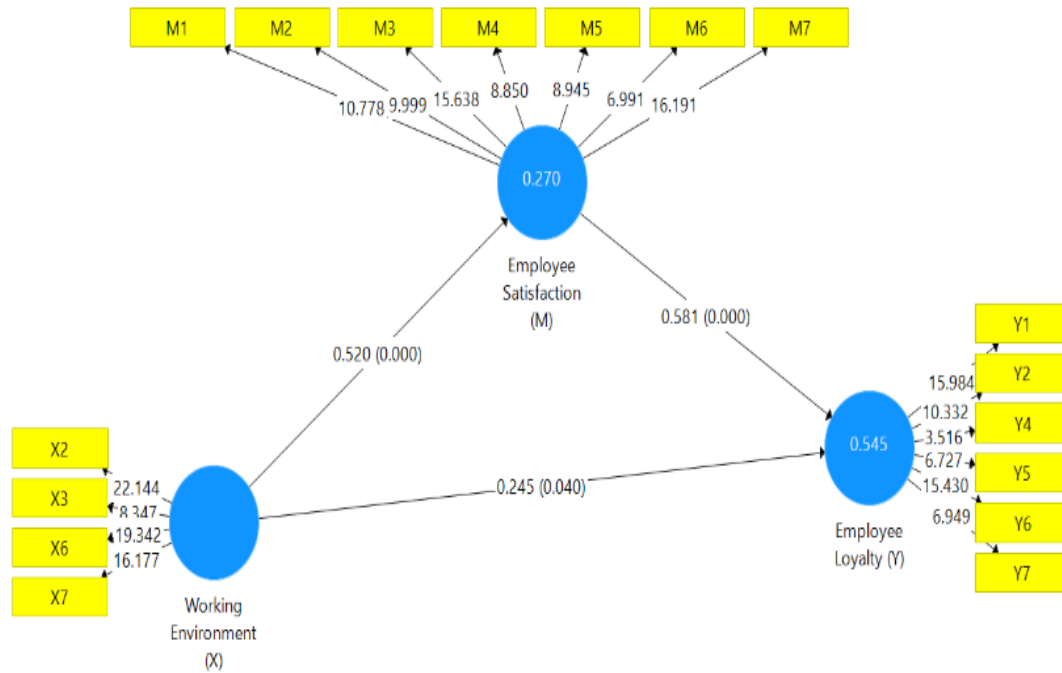 M1 M2 M3 M4 M5 M6 M7
10.778 9.999 15.638 8.850 8.945 6.991 16.191
0.270
Employee
Satisfaction
(M)
0.520 (0.000)
0.581 (0.000)
0.245 (0.040)
X2
X3
X6
X7
22.144
8.347
19.342
16.177
Working
Environment
(X)
0.545
Employee
Loyalty (Y)
15.984
10.332
3.516
6.727
15.430
6.949
Y1
Y2
Y4
Y5
Y6
Y7